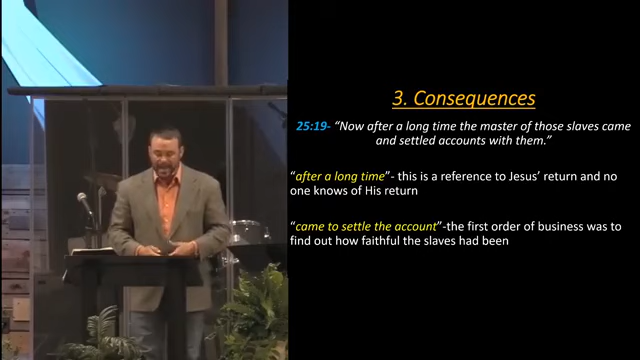 3. Consequences
25:19- “Now after a long time the master of those slaves came
and settled accounts with them.”
“after a long time”- this is a reference to Jesus’ return and no
one knows of His return
“came to settle the account”-the first order of business was to
find out how faithful the slaves had been